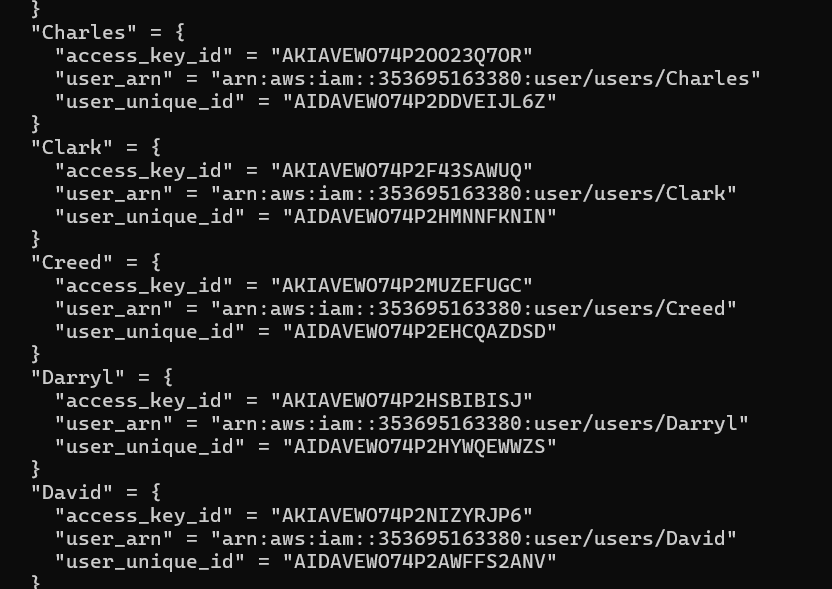 }
"Charles" = {
"access_key_id" = "AKIAVEWO74P2OO23Q7OR"
"user_arn" = "arn:aws:iam::353695163380:user/users/Charles"
"user_unique_id" = "AIDAVEWO74P2DDVEIJL6Z"
}
"Clark" = {
"access_key_id" = "AKIAVEWO74P2F43SAWUQ"
"user_arn" = "arn:aws:iam::353695163380:user/users/Clark"
"user_unique_id" = "AIDAVEWO74P2HMNNFKNIN"
}
"Creed" = {
"access_key_id" = "AKIAVEWO74P2MUZEFUGC"
"user_arn" = "arn:aws:iam::353695163380:user/users/Creed"
"user_unique_id" = "AIDAVEWO74P2EHCQAZDSD"
}
"Darryl" = {
"access_key_id" = "AKIAVEWO74P2HSBIBISJ"
"user_arn" = "arn:aws:iam::353695163380:user/users/Darryl"
"user_unique_id" = "AIDAVEWO74P2HYWQEWWZS"
}
"David" = {
"access_key_id" = "AKIAVEWO74P2NIZYRJP6"
"user_arn" = "arn:aws:iam::353695163380:user/users/David"
"user_unique_id" = "AIDAVEWO74P2AWFFS2ANV"
}